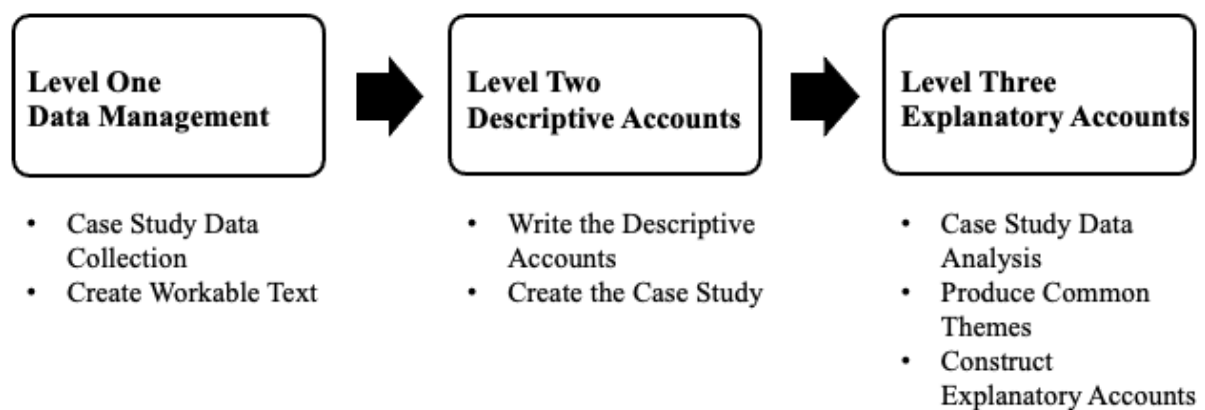 Level One
Data Management
• Case Study Data
Collection
• Create Workable Text
Level Two
Descriptive Accounts
• Write the Descriptive
Accounts
• Create the Case Study
Level Three
Explanatory Accounts
• Case Study Data
Analysis
• Produce Common
Themes
• Construct
Explanatory Accounts